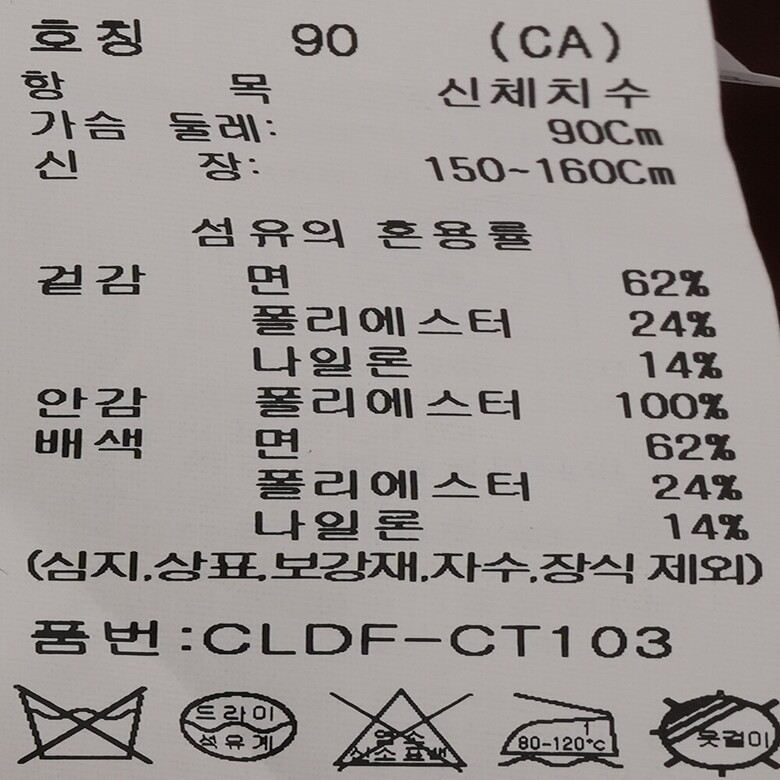 호칭 90 (CA)
항 목 신체치수
가슴 둘레: 90Cm
신 장: 150~160Cm
섬유의 혼용률
겉감 면 62%
폴리에스터 24%
나일론 14%
안감 폴리에스터 100%
배색 면 62%
폴리에스터 24%
나일론 14%
(심지,상표,보강재,자수,장식 제외)
품번:CLDF-CT103
드라이
석유계
염소
산소표백
80-120°C
옷걸이